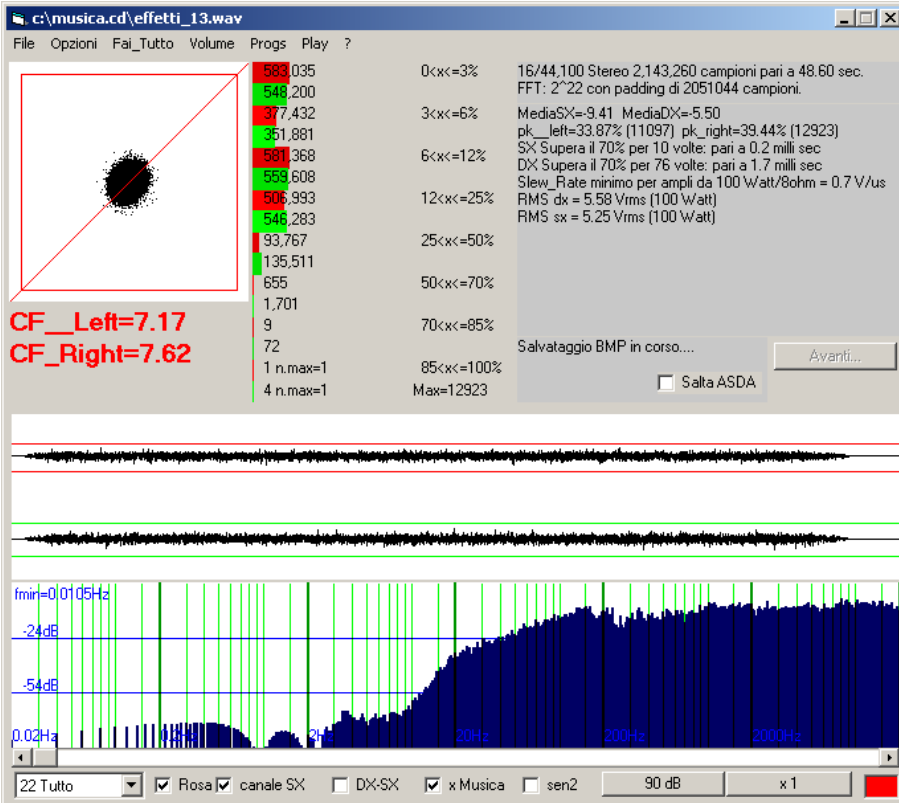 c:\musica.cd\effetti_13.wav
File Opzioni Fai_Tutto Volume Progs Play ?
583,035 0<x<=3%
548,200
377,432 3<x<=6%
351,881
581,368 6<x<=12%
559,608
506,993 12<x<=25%
546,283
93,767 25<x<=50%
135,511
655 50<x<=70%
1,701
9 70<x<=85%
72
1 n.max=1 85<x<=100%
4 n.max=1 Max=12923
16/44,100 Stereo 2,143,260 campioni pari a 48.60 sec.
FFT: 2^22 con padding di 2051044 campioni.
MediaSX=-9.41 MediaDX=-5.50
pk__left=33.87% (11097) pk_right=39.44% (12923)
SX Supera il 70% per 10 volte: pari a 0.2 milli sec
DX Supera il 70% per 76 volte: pari a 1.7 milli sec
Slew_Rate minimo per ampli da 100 Watt/8ohm = 0.7 V/us
RMS dx = 5.58 Vrms (100 Watt)
RMS sx = 5.25 Vrms (100 Watt)
CF__Left=7.17
CF_Right=7.62
Salvataggio BMP in corso....
Avanti...
Salta ASDA
fmin=0.0105Hz
-24dB
-54dB
0.02Hz 0.2Hz 2Hz 20Hz 200Hz 2000Hz
22 Tutto Rosa canale SX DX-SX x Musica sen2 90 dB x 1